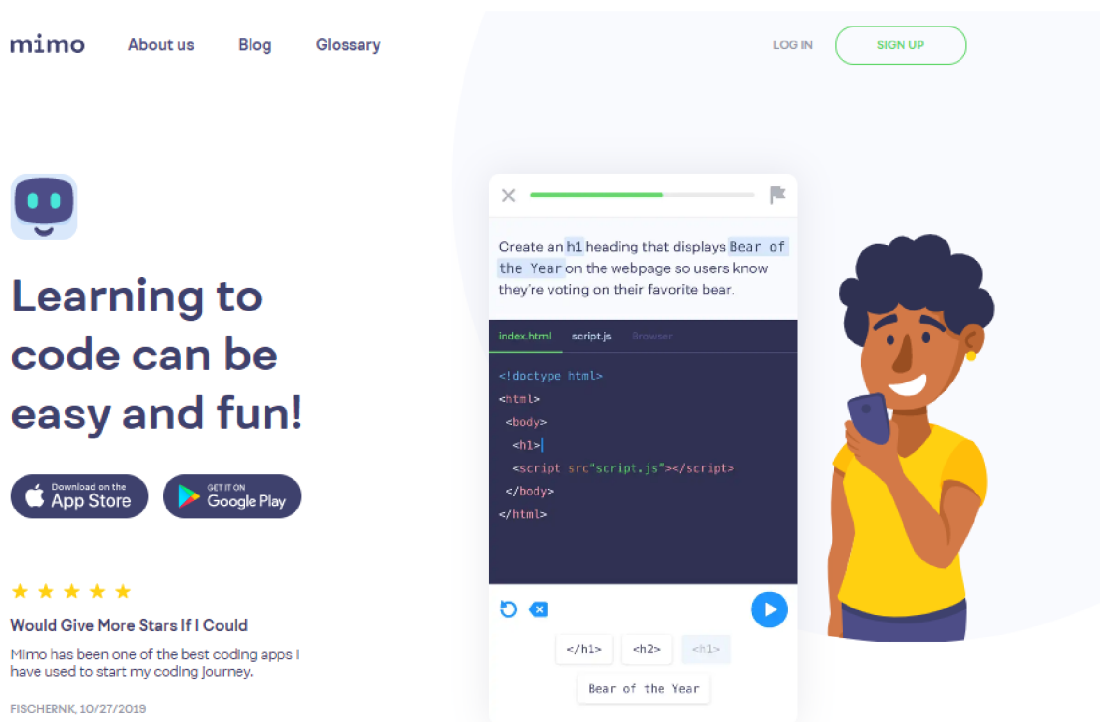 mimo
About us
Blog
Glossary
LOG IN
SIGN UP
Learning to
code can be
easy and fun!
Download on the
App Store
GET IT ON
Google Play
Would Give More Stars If I Could
Mimo has been one of the best coding apps I
have used to start my coding journey.
FISCHERNK, 10/27/2019
Create an h1 heading that displays Bear of
the Year on the webpage so users know
they're voting on their favorite bear.
index.html
script.js
Browser
<!doctype html>
<html>
<body>
<h1>
<script src"script.js"></script>
</body>
</html>
</h1>
<h2>
<h1>
Bear of the Year